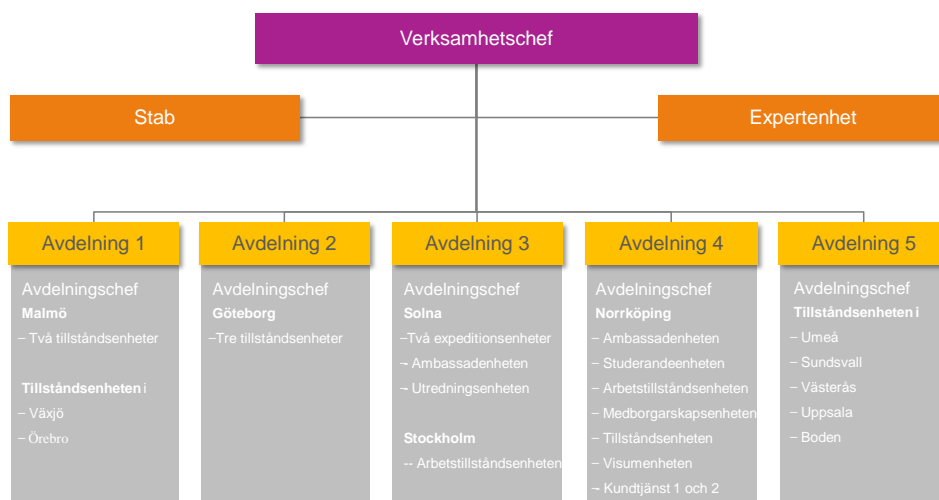 Verksamhetschef
Stab
Expertenhet
Avdelning 1
Avdelningschef
Malmö
– Två tillståndsenheter
Tillståndsenheten i
– Växjö
– Örebro
Avdelning 2
Avdelningschef
Göteborg
–Tre tillståndsenheter
Avdelning 3
Avdelningschef
Solna
–Två expeditionsenheter
– Ambassadenheten
– Utredningsenheten
Stockholm
-- Arbetstillståndsenheten
Avdelning 4
Avdelningschef
Norrköping
– Ambassadenheten
– Studerandeenheten
– Arbetstillståndsenheten
– Medborgarskapsenheten
– Tillståndsenheten
– Visumenheten
– Kundtjänst 1 och 2
Avdelning 5
Avdelningschef
Tillståndsenheten i
– Umeå
– Sundsvall
– Västerås
– Uppsala
– Boden